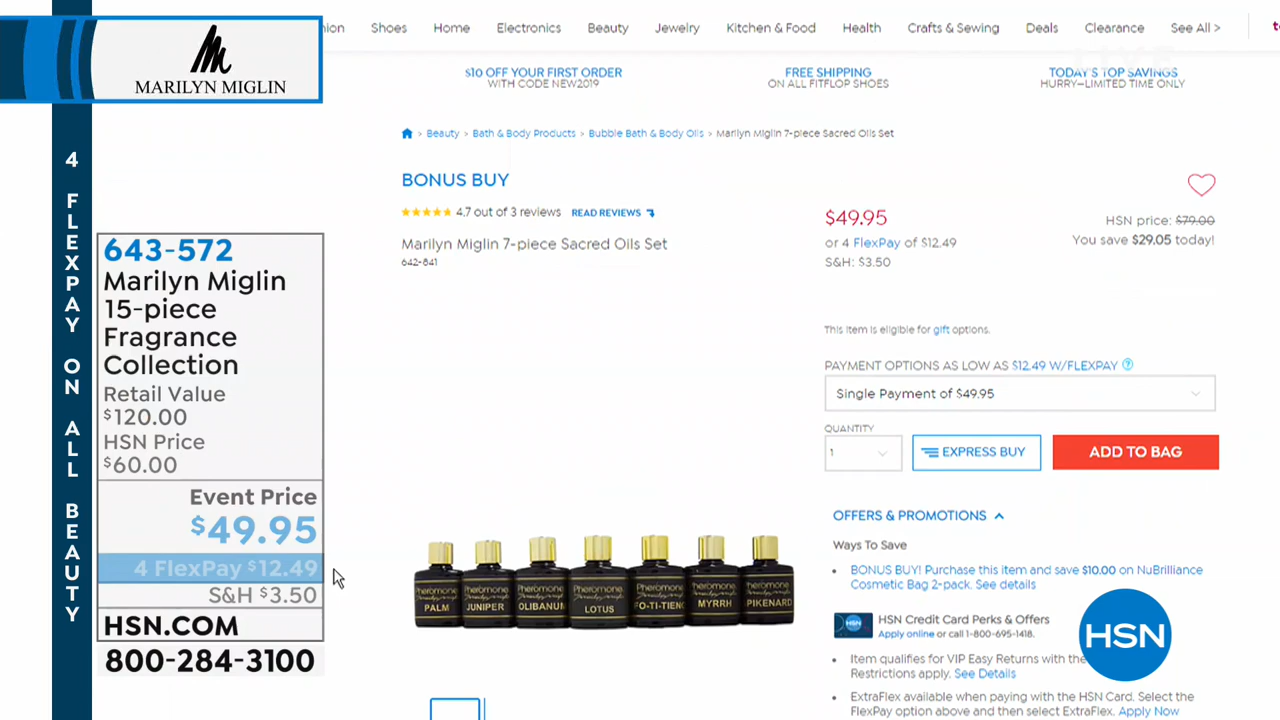 MARILYN MIGLIN
4 FLEXPAY ON ALL BEAUTY
643-572
Marilyn Miglin
15-piece
Fragrance
Collection
Retail Value
$120.00
HSN Price
$60.00
Event Price
$49.95
4 FlexPay $12.49
S&H $3.50
HSN.COM
800-284-3100
Shoes Home Electronics Beauty Jewelry Kitchen & Food Health Crafts & Sewing Deals Clearance See All >
LIVE
$10 OFF YOUR FIRST ORDER
WITH CODE NEW2019
FREE SHIPPING
ON ALL FITFLOP SHOES
TODAY'S TOP SAVINGS
HURRY—LIMITED TIME ONLY
> Beauty > Bath & Body Products > Bubble Bath & Body Oils > Marilyn Miglin 7-piece Sacred Oils Set
BONUS BUY
4.7 out of 3 reviews READ REVIEWS
Marilyn Miglin 7-piece Sacred Oils Set
642-841
$49.95
or 4 FlexPay of $12.49
S&H: $3.50
HSN price: $79.00
You save $29.05 today!
This item is eligible for gift options.
PAYMENT OPTIONS AS LOW AS $12.49 W/FLEXPAY ?
Single Payment of $49.95
QUANTITY
1
EXPRESS BUY
ADD TO BAG
OFFERS & PROMOTIONS
Ways To Save
BONUS BUY! Purchase this item and save $10.00 on NuBrilliance
Cosmetic Bag 2-pack. See details
HSN
HSN Credit Card Perks & Offers
Apply online or call 1-800-695-1418.
Item qualifies for VIP Easy Returns with the
Restrictions apply. See Details
ExtraFlex available when paying with the HSN Card. Select the
FlexPay option above and then select ExtraFlex. Apply Now
HSN
Pheromone
PALM
Pheromone
JUNIPER
Pheromone
OLIBANUM
Pheromone
LOTUS
Pheromone
Pheromone
MYRRH
Pheromone